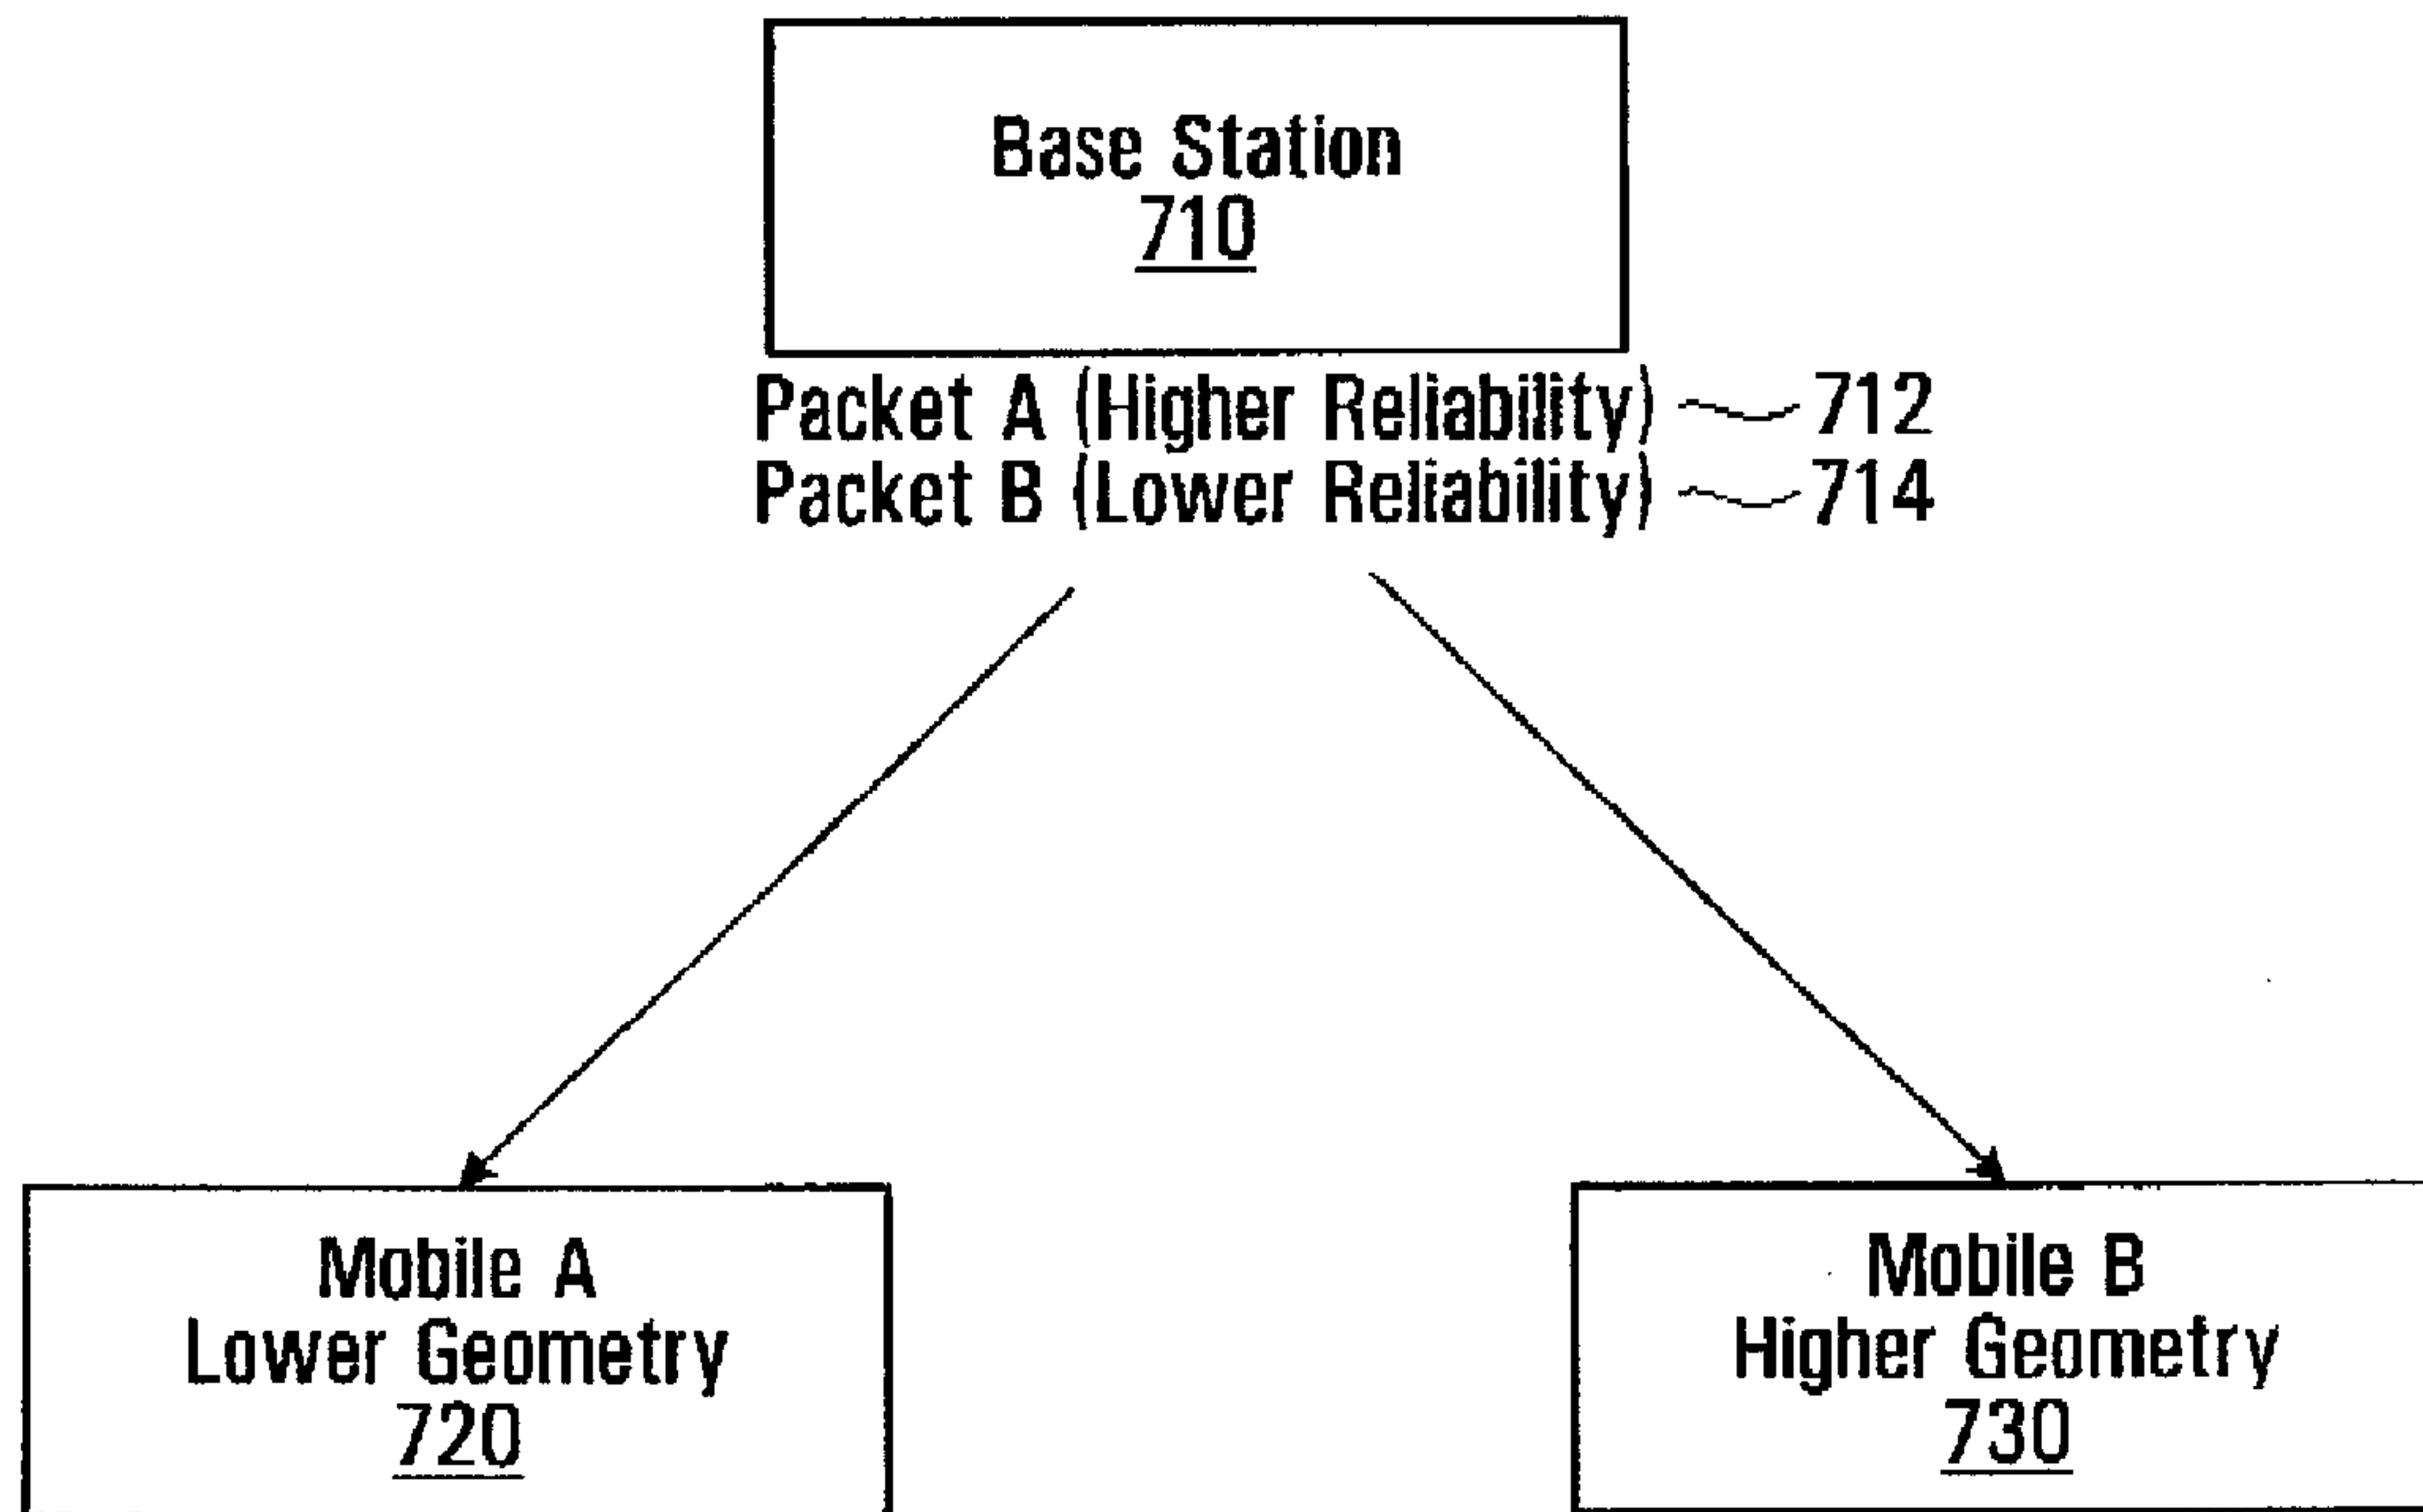 Base Station
710
Packet A (Higher Reliability) 712
Packet B (Lower Reliability) 714
Mobile A
Lower Geometry
720
Mobile B
Higher Geometry
730